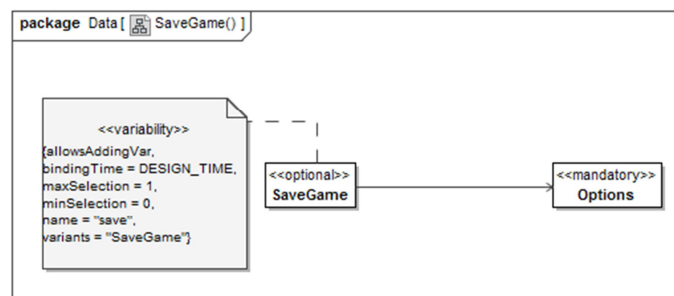 package Data [ SaveGame() ]
<<variability>>
{allowsAddingVar,
bindingTime = DESIGN_TIME,
maxSelection = 1,
minSelection = 0,
name = "save",
variants = "SaveGame"}
<<optional>>
SaveGame
<<mandatory>>
Options